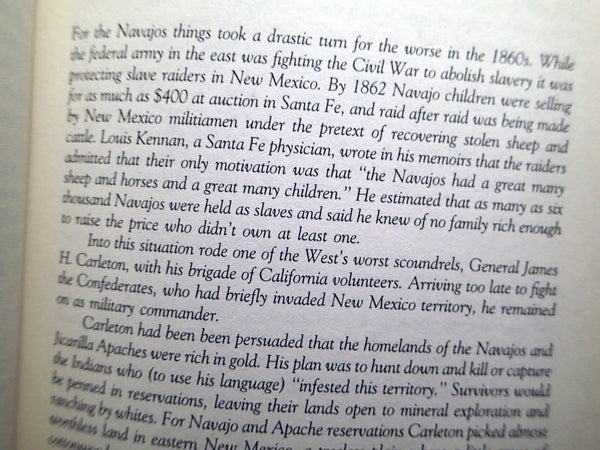 For the Navajos things took a drastic turn for the worse in the 1860s. While
the federal army in the east was fighting the Civil War to abolish slavery it was
protecting slave raiders in New Mexico. By 1862 Navajo children were selling
for as much as $400 at auction in Santa Fe, and raid after raid was being made
by New Mexico militiamen under the pretext of recovering stolen sheep and
cattle. Louis Kennan, a Santa Fe physician, wrote in his memoirs that the raiders
admitted that their only motivation was that "the Navajos had a great many
sheep and horses and a great many children." He estimated that as many as six
thousand Navajos were held as slaves and said he knew of no family rich enough
to raise the price who didn't own at least one.
Into this situation rode one of the West's worst scoundrels, General James
H. Carleton, with his brigade of California volunteers. Arriving too late to fight
the Confederates, who had briefly invaded New Mexico territory, he remained
on as military commander.
Carleton had been been persuaded that the homelands of the Navajos and
Jicarilla Apaches were rich in gold. His plan was to hunt down and kill or capture
the Indians who (to use his language) "infested this territory." Survivors would
be penned in reservations, leaving their lands open to mineral exploration and
ranching by whites. For Navajo and Apache reservations Carleton picked almost
worthless land in eastern New Mexico, a